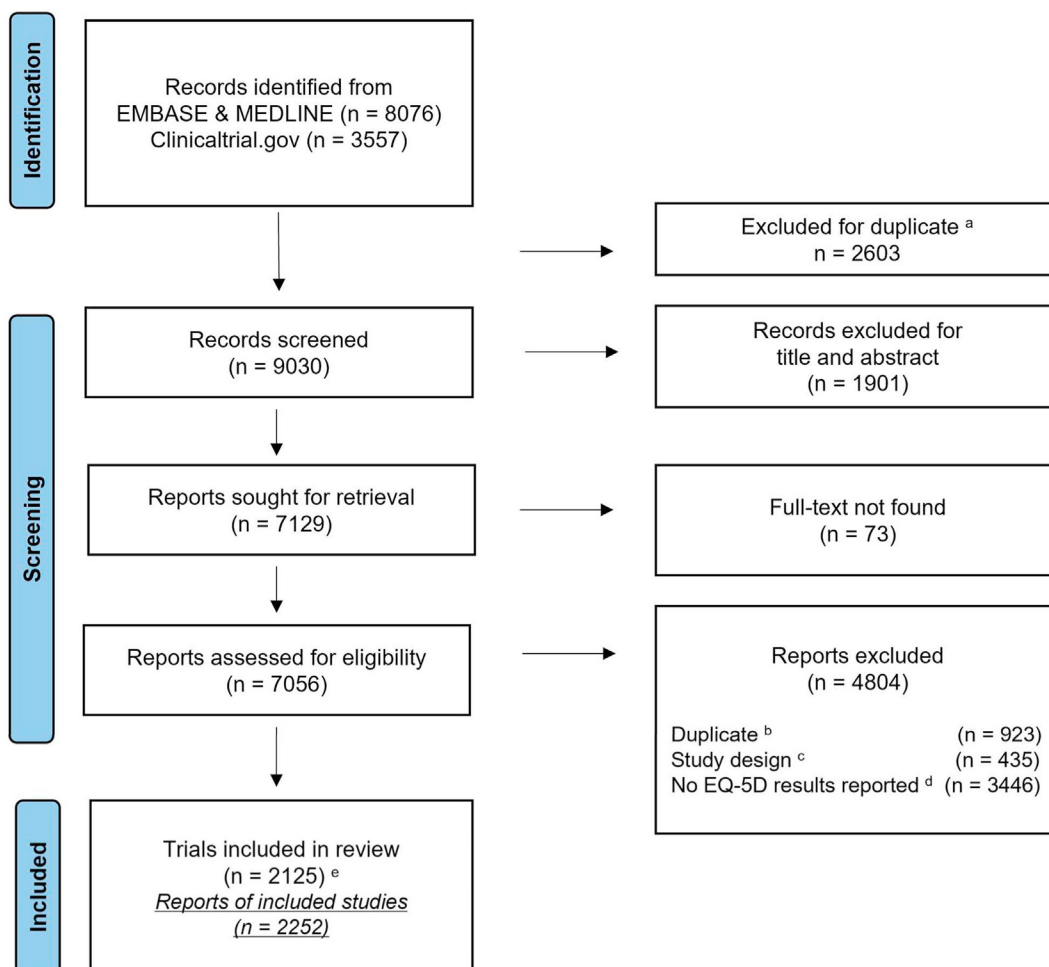 Identification
Records identified from
EMBASE & MEDLINE (n = 8076)
Clinicaltrial.gov (n = 3557)
Excluded for duplicate a
n = 2603
Screening
Records screened
(n = 9030)
Records excluded for
title and abstract
(n = 1901)
Reports sought for retrieval
(n = 7129)
Full-text not found
(n = 73)
Reports assessed for eligibility
(n = 7056)
Reports excluded
(n = 4804)
Duplicate b (n = 923)
Study design c (n = 435)
No EQ-5D results reported d (n = 3446)
Included
Trials included in review
(n = 2125) e
Reports of included studies
(n = 2252)